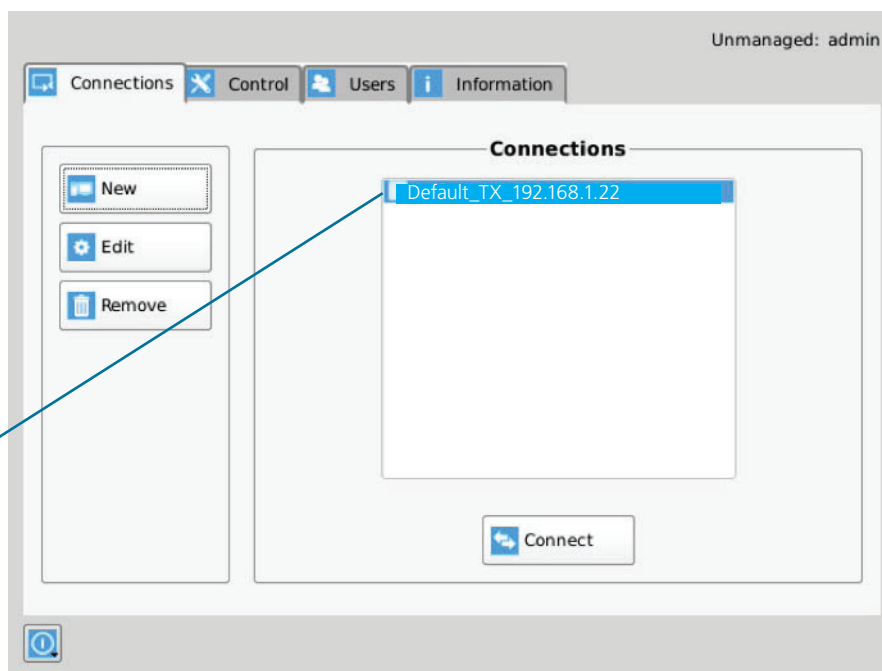 Unmanaged: admin
Connections Control Users i Information
Connections
New
Default_TX_192.168.1.22
Edit
Remove
Connect